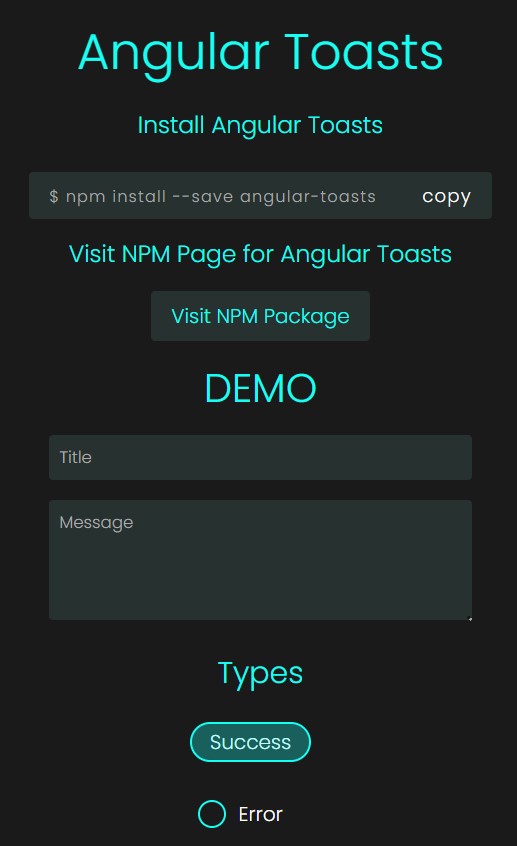 Angular Toasts
Install Angular Toasts
$ npm install --save angular-toasts copy
Visit NPM Page for Angular Toasts
Visit NPM Package
DEMO
Title
Message
Types
Success
Error